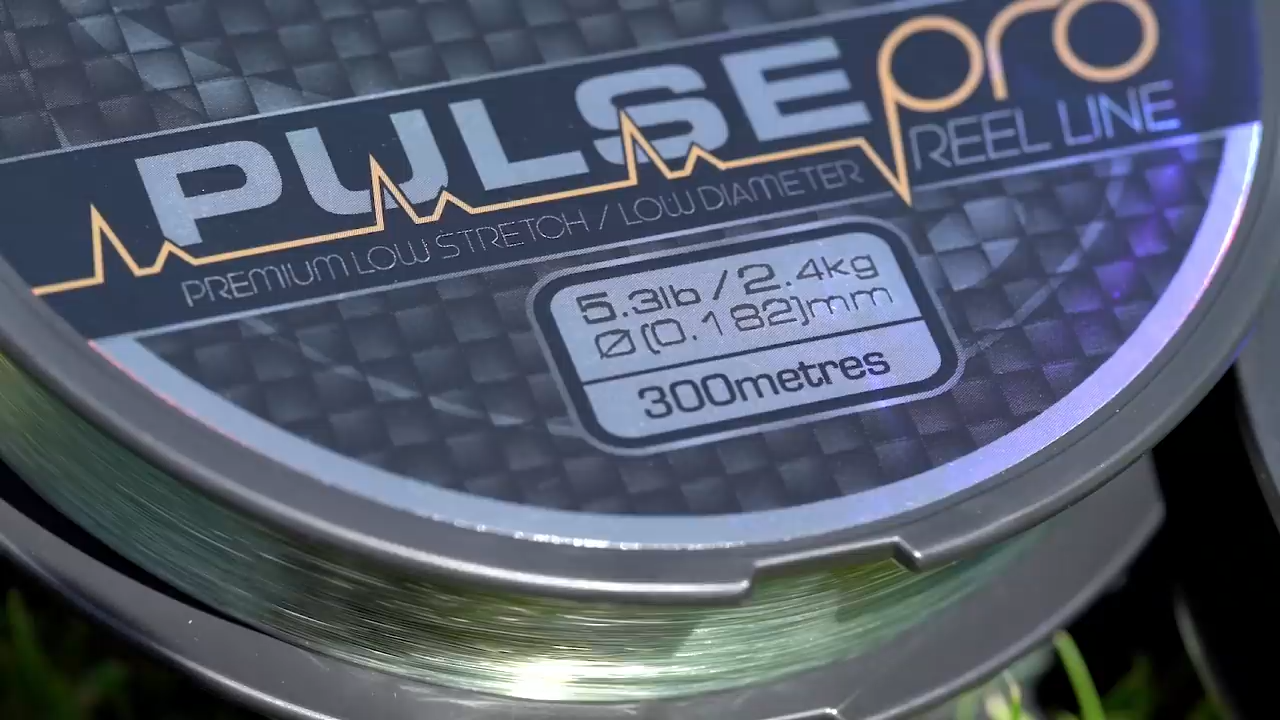 PULSE pro
REEL LINE
PREMIUM LOW STRETCH / LOW DIAMETER
5.3lb / 2.4kg
Ø(0.182)mm
300metres